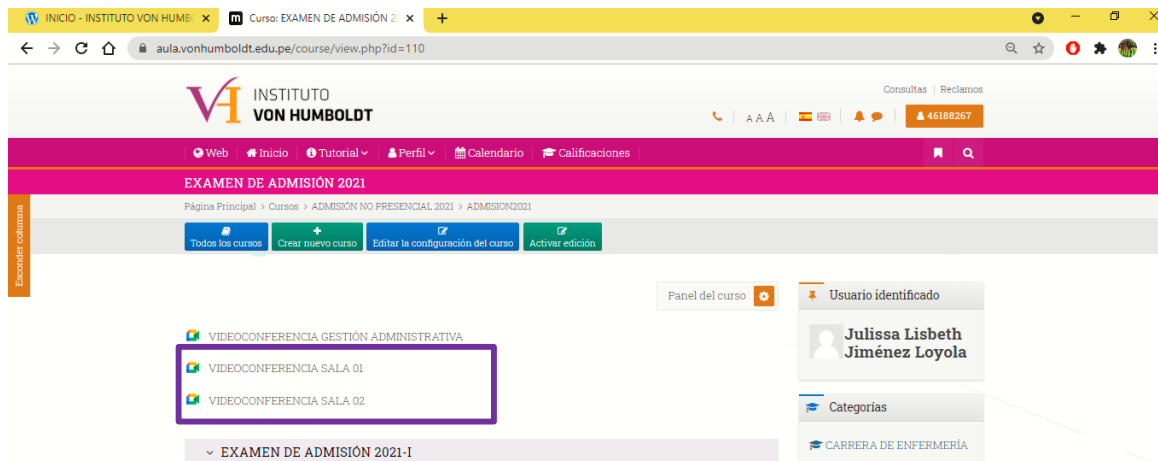 INICIO - INSTITUTO VON HUMBO
Curso: EXAMEN DE ADMISIÓN 20
aula.vonhumboldt.edu.pe/course/view.php?id=110
INSTITUTO
VON HUMBOLDT
Consultas | Reclamos
A A A
46188267
Web Inicio Tutorial Perfil Calendario Calificaciones
EXAMEN DE ADMISIÓN 2021
Página Principal > Cursos > ADMISIÓN NO PRESENCIAL 2021 > ADMISION2021
Esconder columna
Todos los cursos Crear nuevo curso Editar la configuración del curso Activar edición
Panel del curso
Usuario identificado
Julissa Lisbeth
Jiménez Loyola
VIDEOCONFERENCIA GESTIÓN ADMINISTRATIVA
VIDEOCONFERENCIA SALA 01
VIDEOCONFERENCIA SALA 02
Categorías
CARRERA DE ENFERMERÍA
EXAMEN DE ADMISIÓN 2021-I